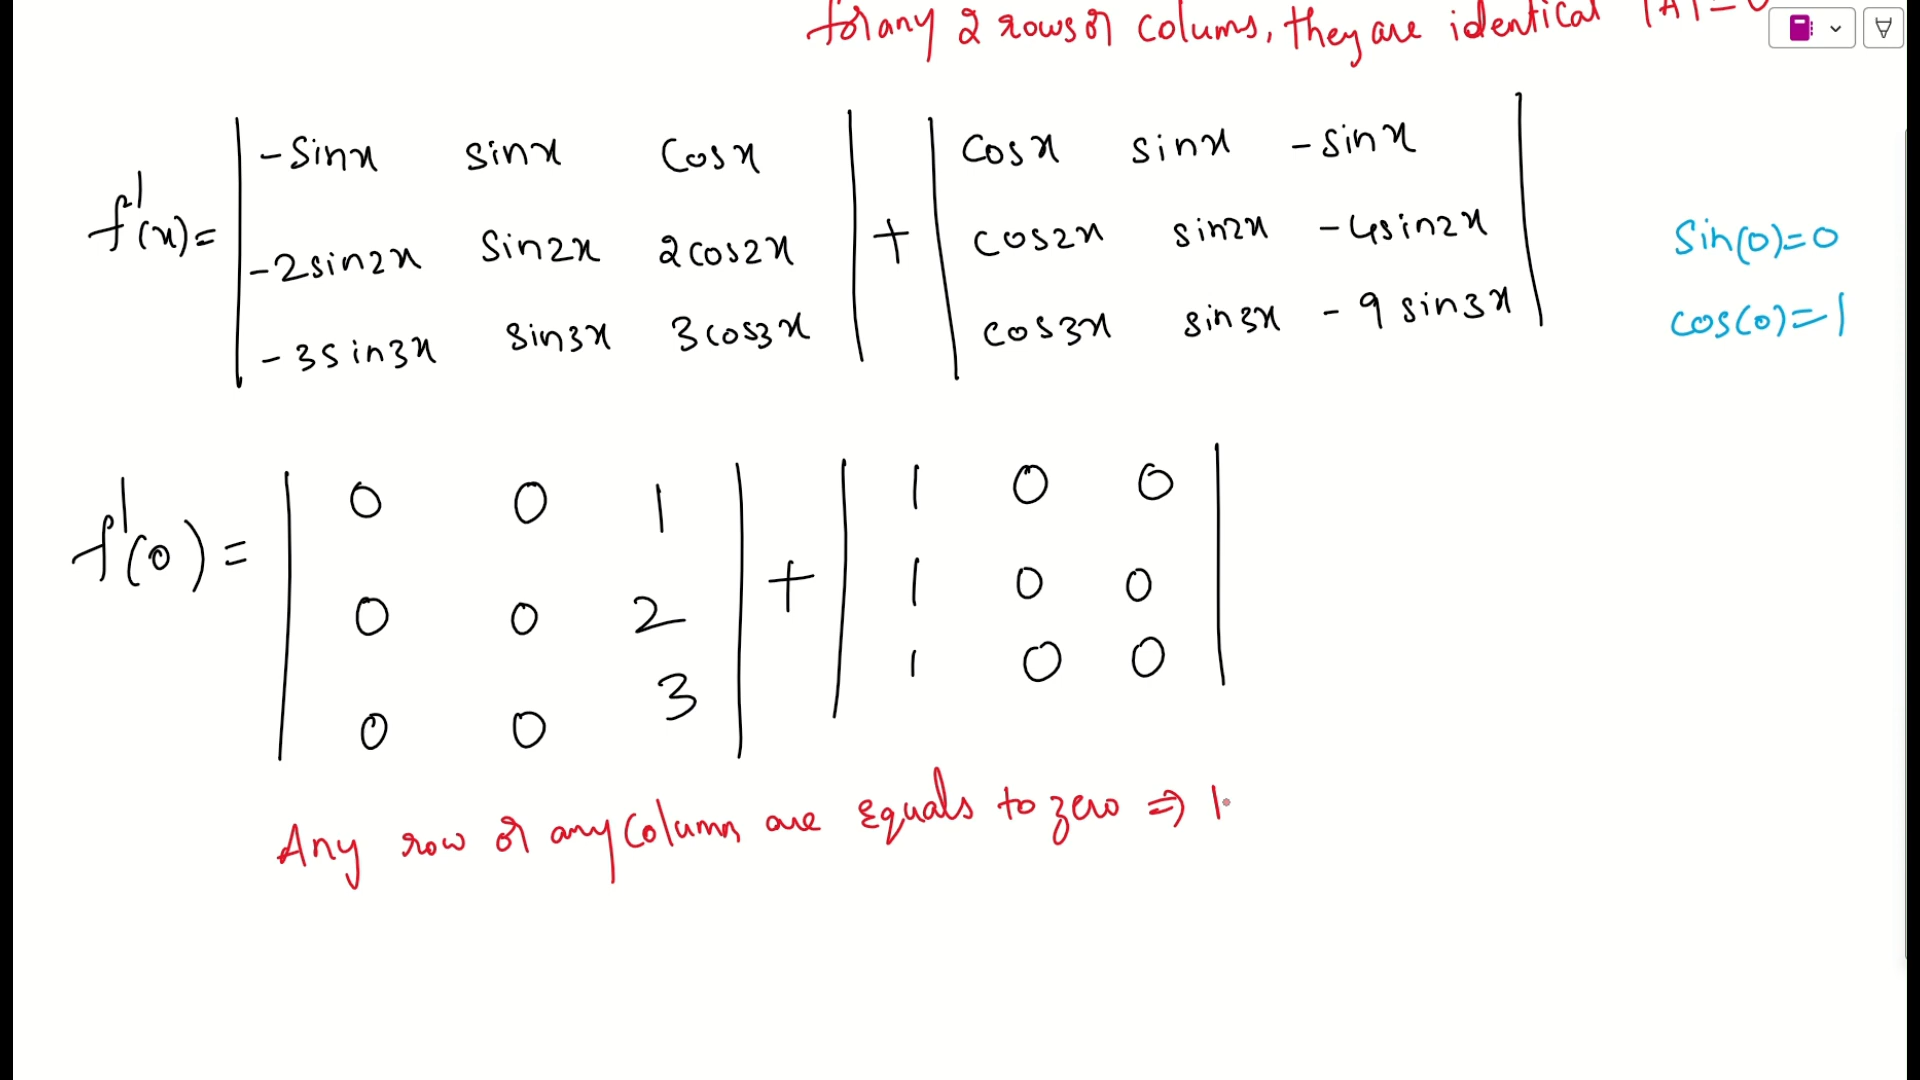 for any 2 rows or colums, they are identical |A| = 0
f'(x) = | -sinx sinx cosx | + | cosx sinx -sinx |
| -2sin2x sin2x 2cos2x | | cos2x sin2x -4sin2x |
| -3sin3x sin3x 3cos3x | | cos3x sin3x -9sin3x |
sin(0)=0
cos(0)=1
f'(0) = | 0 0 1 | + | 1 0 0 |
| 0 0 2 | | 1 0 0 |
| 0 0 3 | | 1 0 0 |
Any row or any column are equals to zero ⇒ |